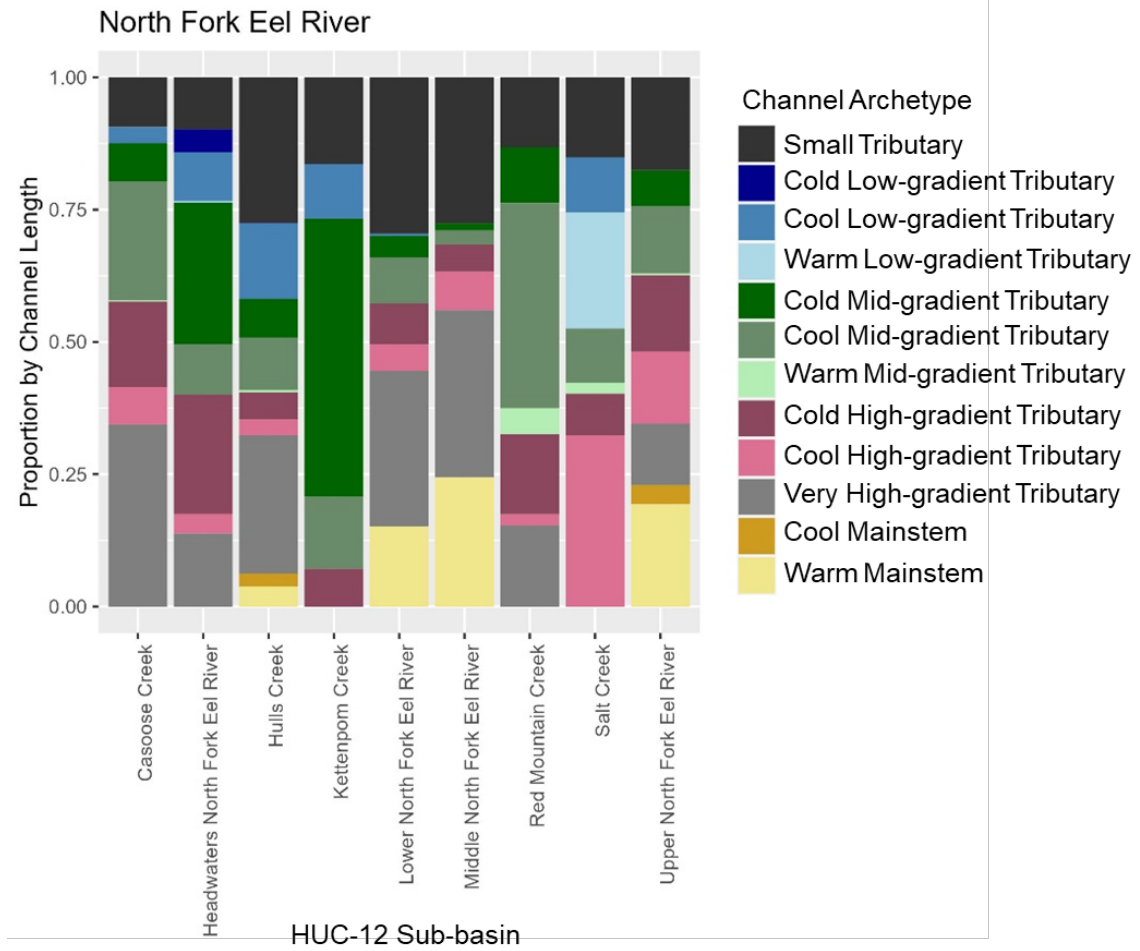 North Fork Eel River
Proportion by Channel Length
1.00
0.75
0.50
0.25
0.00
Casoose Creek
Headwaters North Fork Eel River
Hulls Creek
Kettenpom Creek
Lower North Fork Eel River
Middle North Fork Eel River
Red Mountain Creek
Salt Creek
Upper North Fork Eel River
HUC-12 Sub-basin
Channel Archetype
Small Tributary
Cold Low-gradient Tributary
Cool Low-gradient Tributary
Warm Low-gradient Tributary
Cold Mid-gradient Tributary
Cool Mid-gradient Tributary
Warm Mid-gradient Tributary
Cold High-gradient Tributary
Cool High-gradient Tributary
Very High-gradient Tributary
Cool Mainstem
Warm Mainstem